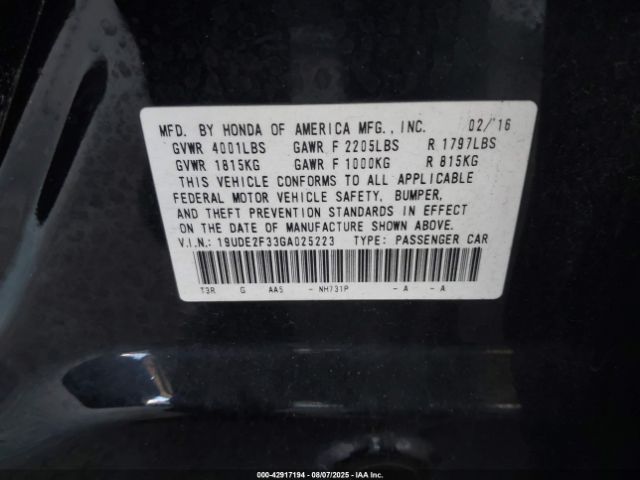 MFD. BY HONDA OF AMERICA MFG., INC. 02/'16
GVWR 4001LBS GAWR F 2205LBS R 1797LBS
GVWR 1815KG GAWR F 1000KG R 815KG
THIS VEHICLE CONFORMS TO ALL APPLICABLE
FEDERAL MOTOR VEHICLE SAFETY, BUMPER,
AND THEFT PREVENTION STANDARDS IN EFFECT
ON THE DATE OF MANUFACTURE SHOWN ABOVE.
V.I.N.: 19UDE2F33GA025223 TYPE: PASSENGER CAR
T3R G AA5 - NH731P - A - A
000-42917194 - 08/07/2025 - IAAI, Inc.